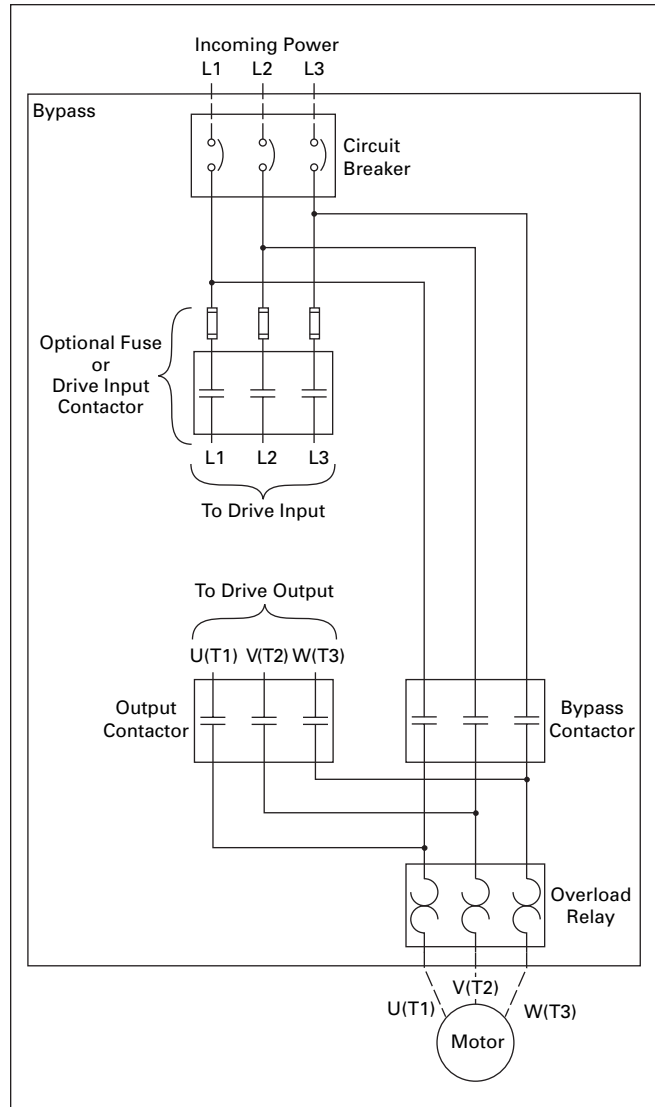 Incoming Power
L1 L2 L3
Bypass
Circuit
Breaker
Optional Fuse
or
Drive Input
Contactor
L1 L2 L3
To Drive Input
To Drive Output
U(T1) V(T2) W(T3)
Output
Contactor
Bypass
Contactor
Overload
Relay
V(T2)
U(T1) W(T3)
Motor